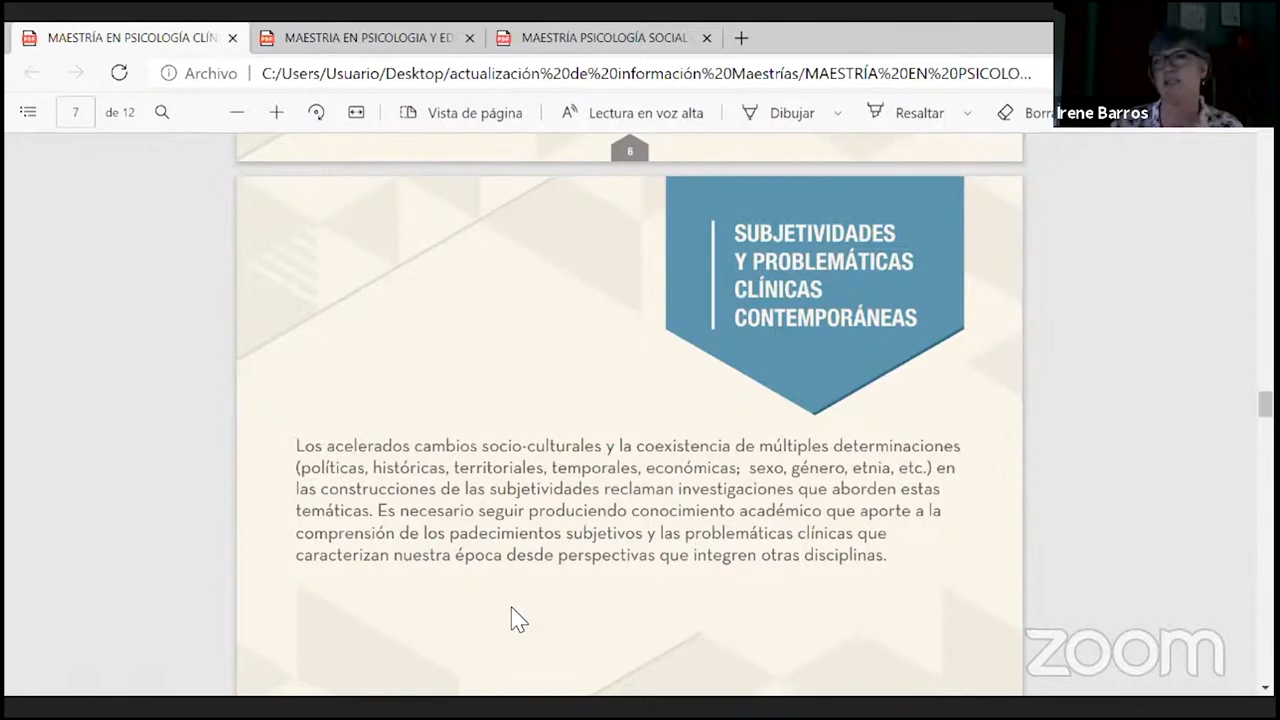 MAESTRÍA EN PSICOLOGÍA CLÍN
MAESTRIA EN PSICOLOGIA Y ED
MAESTRÍA PSICOLOGÍA SOCIAL
Archivo
C:/Users/Usuario/Desktop/actualización%20de%20información%20Maestrías/MAESTRÍA%20EN%20PSICOLO...
7 de 12
Vista de página
Lectura en voz alta
Dibujar
Resaltar
Borra
Irene Barros
6
SUBJETIVIDADES
Y PROBLEMÁTICAS
CLÍNICAS
CONTEMPORÁNEAS
Los acelerados cambios socio-culturales y la coexistencia de múltiples determinaciones
(políticas, históricas, territoriales, temporales, económicas; sexo, género, etnia, etc.) en
las construcciones de las subjetividades reclaman investigaciones que aborden estas
temáticas. Es necesario seguir produciendo conocimiento académico que aporte a la
comprensión de los padecimientos subjetivos y las problemáticas clínicas que
caracterizan nuestra época desde perspectivas que integren otras disciplinas.
zoom